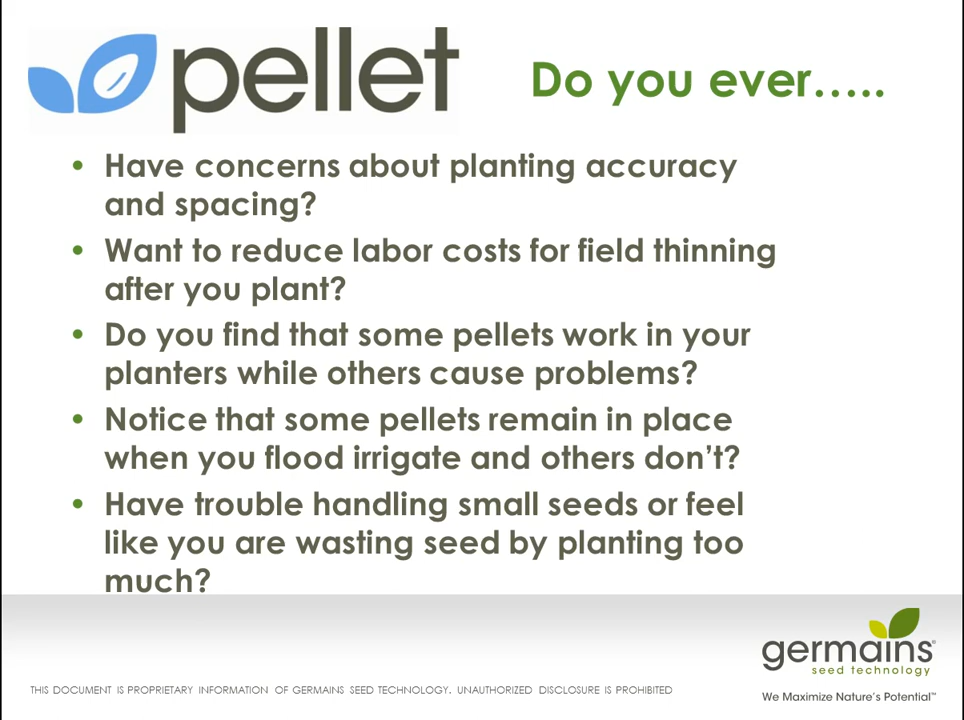 pellet
Do you ever.....
• Have concerns about planting accuracy
and spacing?
• Want to reduce labor costs for field thinning
after you plant?
• Do you find that some pellets work in your
planters while others cause problems?
• Notice that some pellets remain in place
when you flood irrigate and others don't?
• Have trouble handling small seeds or feel
like you are wasting seed by planting too
much?
germains®
seed technology
We Maximize Nature's Potential™
THIS DOCUMENT IS PROPRIETARY INFORMATION OF GERMAINS SEED TECHNOLOGY. UNAUTHORIZED DISCLOSURE IS PROHIBITED